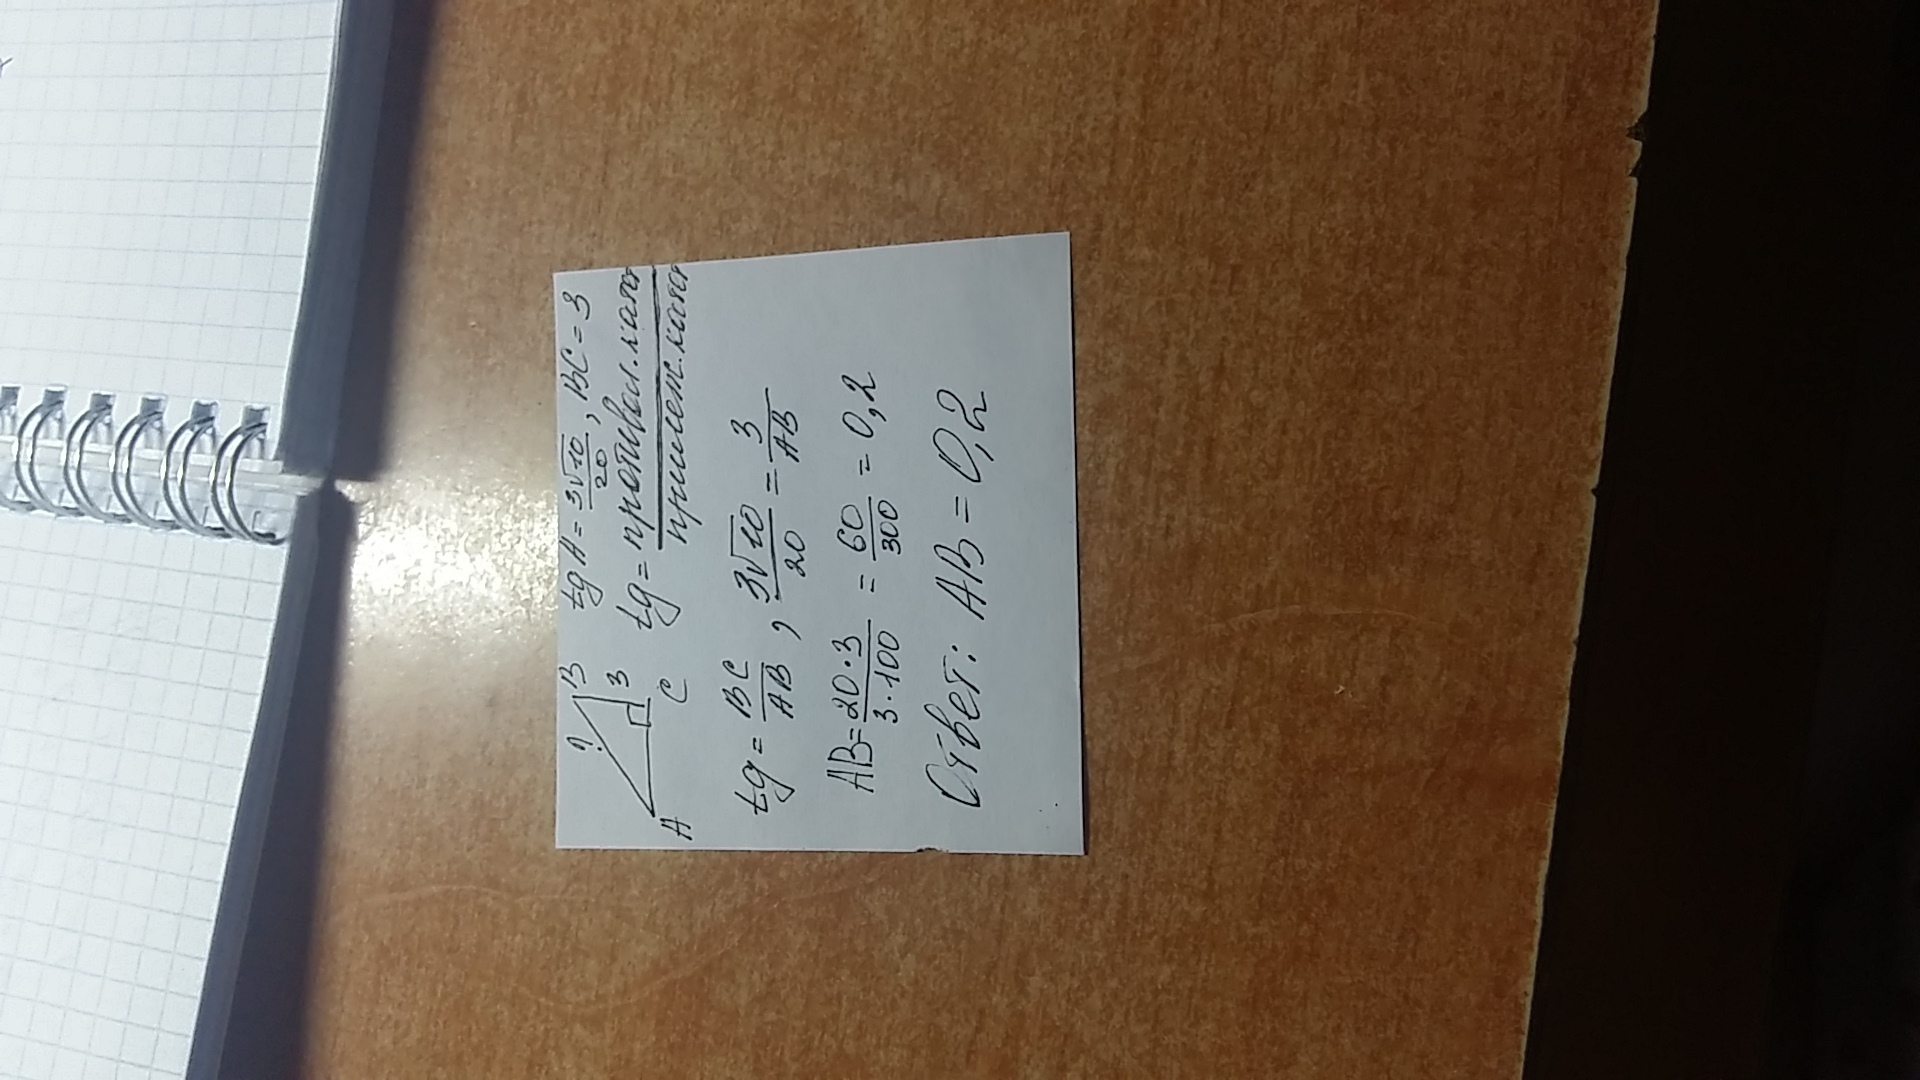 ? B 3 A C
tg A = 3√10/20, BC = 3
tg = противол. катет / прилеж. катет
tg = BC/AB, 3√10/20 = 3/AB
AB = 20·3/3·100 = 60/300 = 0,2
Ответ: AB = 0,2